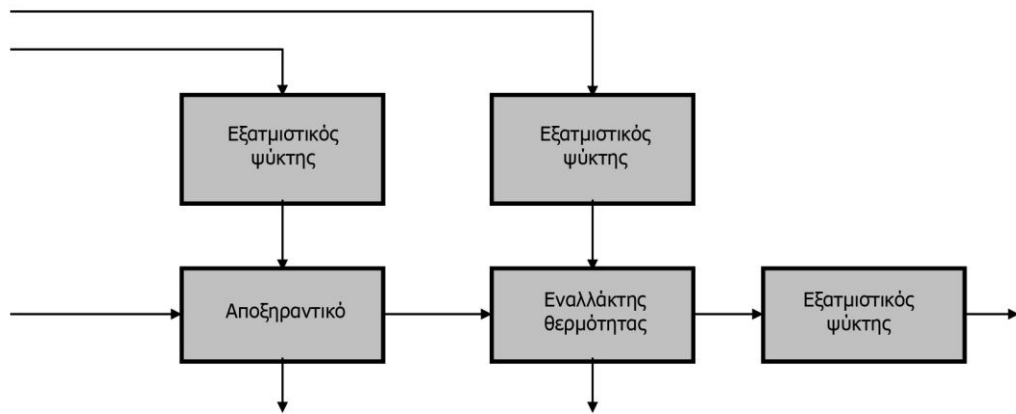 Εξατμιστικός
ψύκτης
Εξατμιστικός
ψύκτης
Αποξηραντικό
Εναλλάκτης
θερμότητας
Εξατμιστικός
ψύκτης